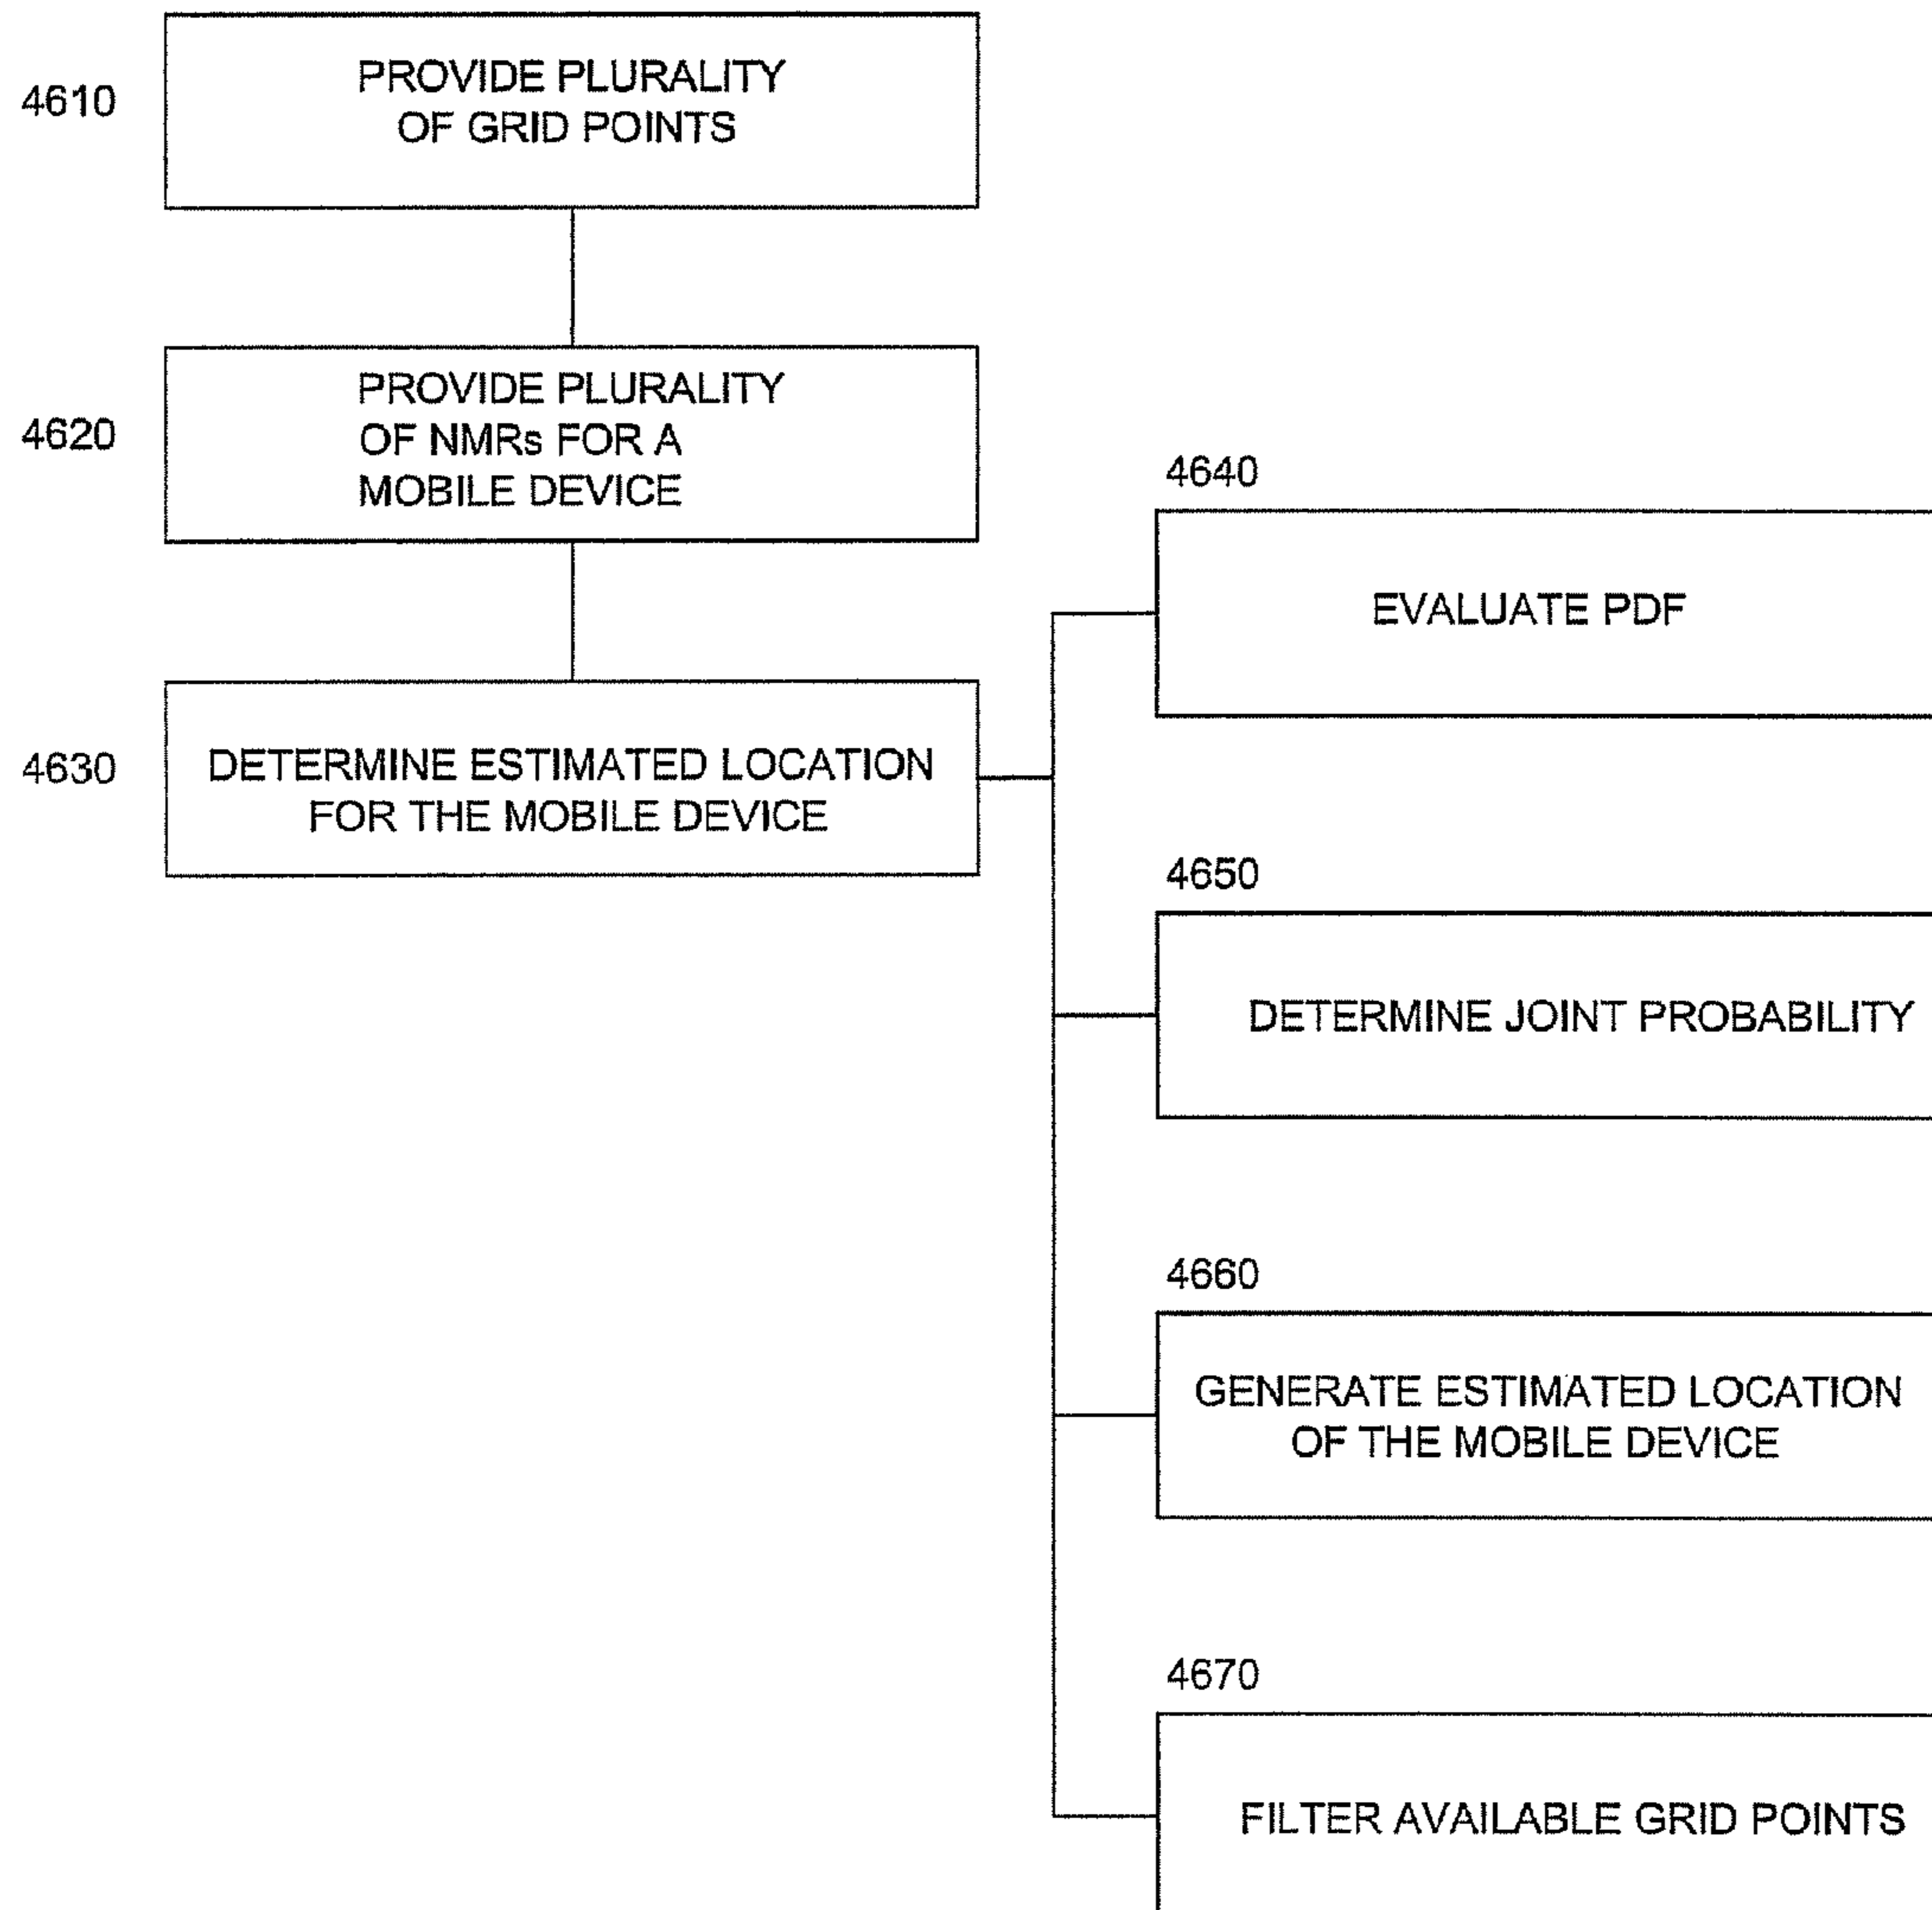 4610
PROVIDE PLURALITY
OF GRID POINTS
4620
PROVIDE PLURALITY
OF NMRs FOR A
MOBILE DEVICE
4630
DETERMINE ESTIMATED LOCATION
FOR THE MOBILE DEVICE
4640
EVALUATE PDF
4650
DETERMINE JOINT PROBABILITY
4660
GENERATE ESTIMATED LOCATION
OF THE MOBILE DEVICE
4670
FILTER AVAILABLE GRID POINTS